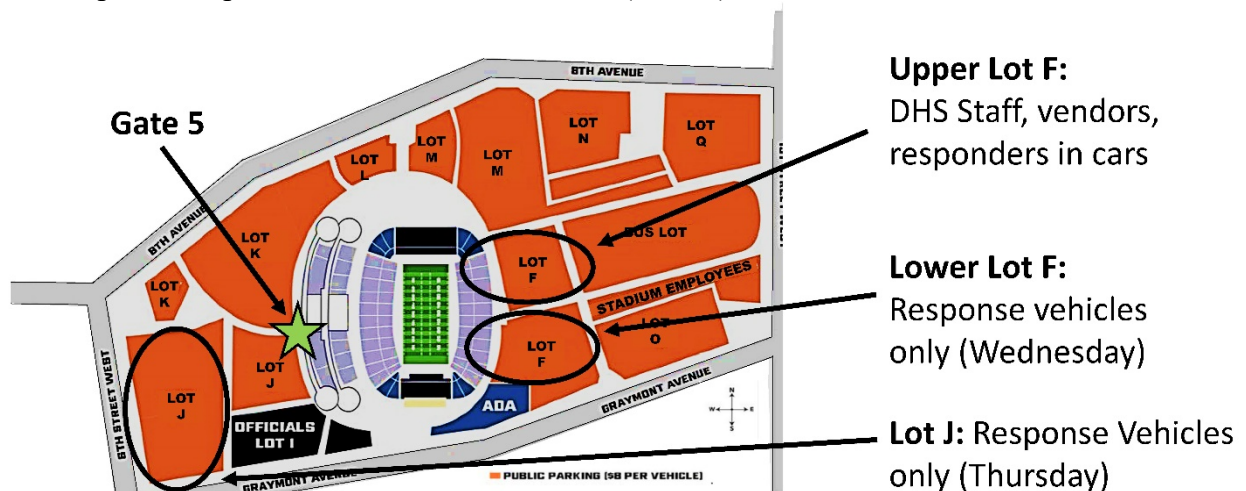 8TH AVENUE
Upper Lot F:
DHS Staff, vendors,
responders in cars
Gate 5
LOT
N
LOT
Q
LOT
M
LOT
L
LOT
M
8TH AVENUE
LOT
K
BUS LOT
LOT
F
LOT
K
STADIUM EMPLOYEES
Lower Lot F:
Response vehicles
only (Wednesday)
LOT
O
LOT
F
LOT
J
LOT
J
6TH STREET WEST
ADA
GRAYMONT AVENUE
OFFICIALS
LOT I
N
W
E
S
GRAYMONT AVENUE
PUBLIC PARKING ($8 PER VEHICLE)
Lot J: Response Vehicles
only (Thursday)